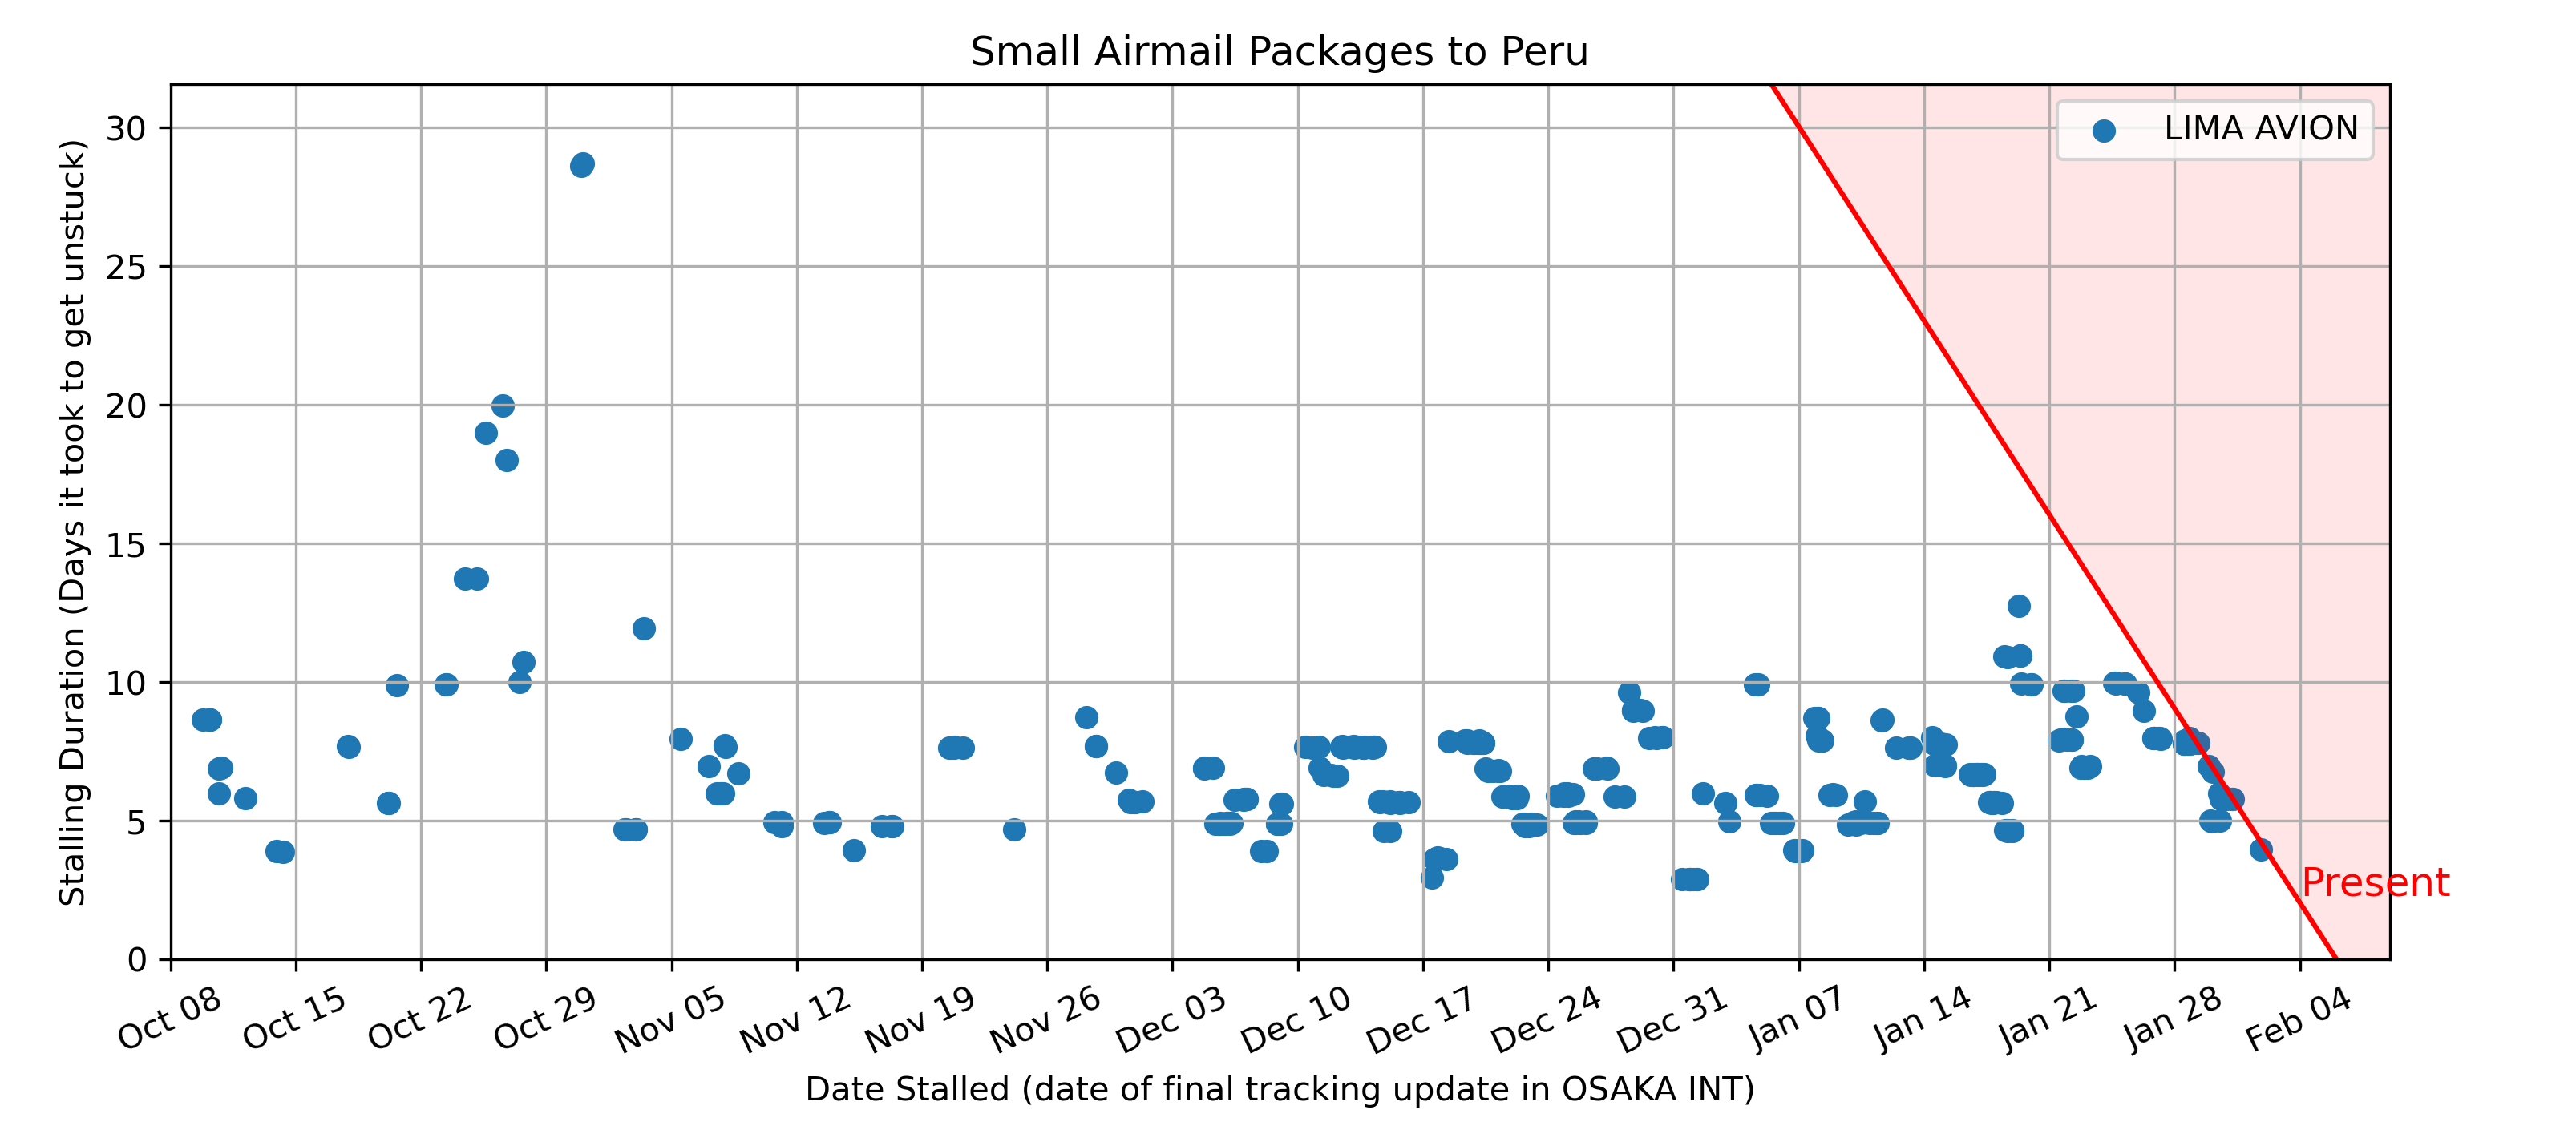 Small Airmail Packages to Peru
LIMA AVION
Stalling Duration (Days it took to get unstuck)
30
25
20
15
10
5
0
Present
Oct 08
Oct 15
Oct 22
Oct 29
Nov 05
Nov 12
Nov 19
Nov 26
Dec 03
Dec 10
Dec 17
Dec 24
Dec 31
Jan 07
Jan 14
Jan 21
Jan 28
Feb 04
Date Stalled (date of final tracking update in OSAKA INT)